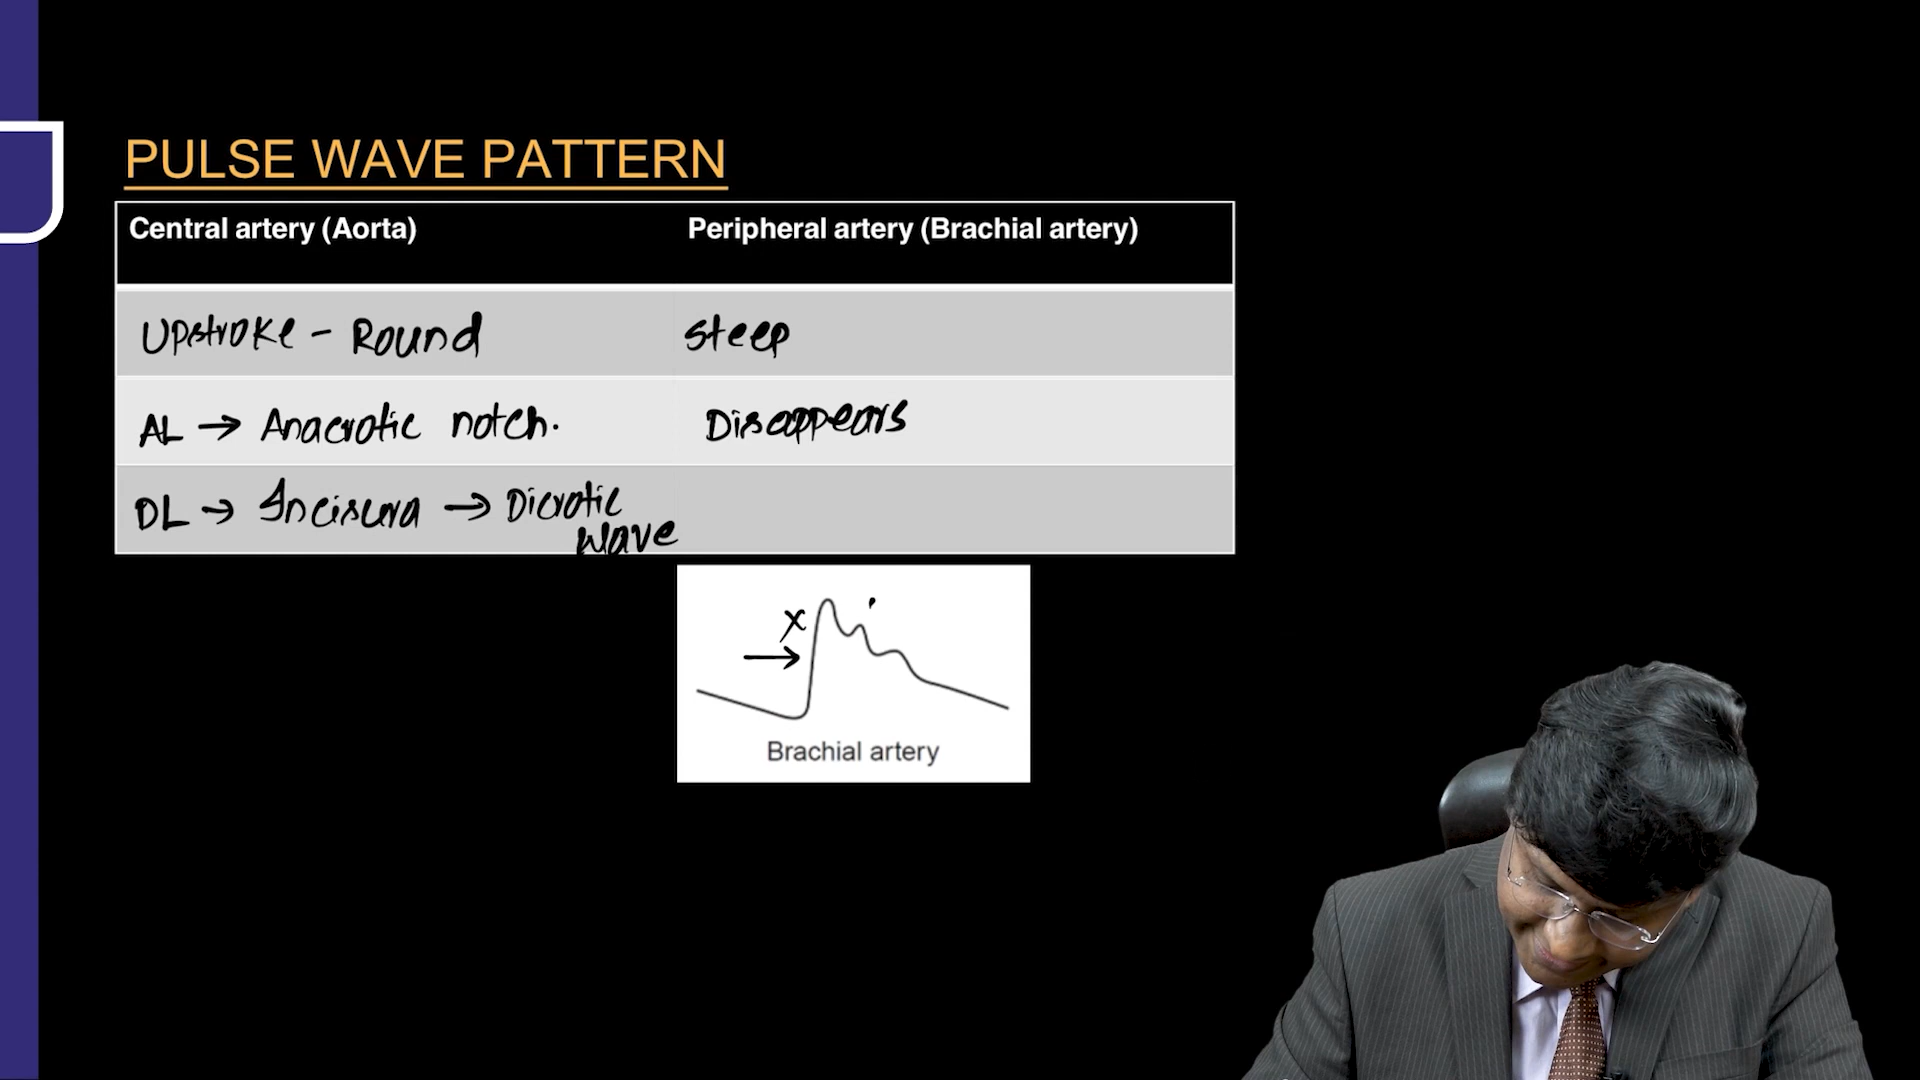 PULSE WAVE PATTERN
Central artery (Aorta) Peripheral artery (Brachial artery)
Upstroke - Round steep
AL → Anacrotic notch. Disappears
DL → Incisura → Dicrotic
wave
X
Brachial artery